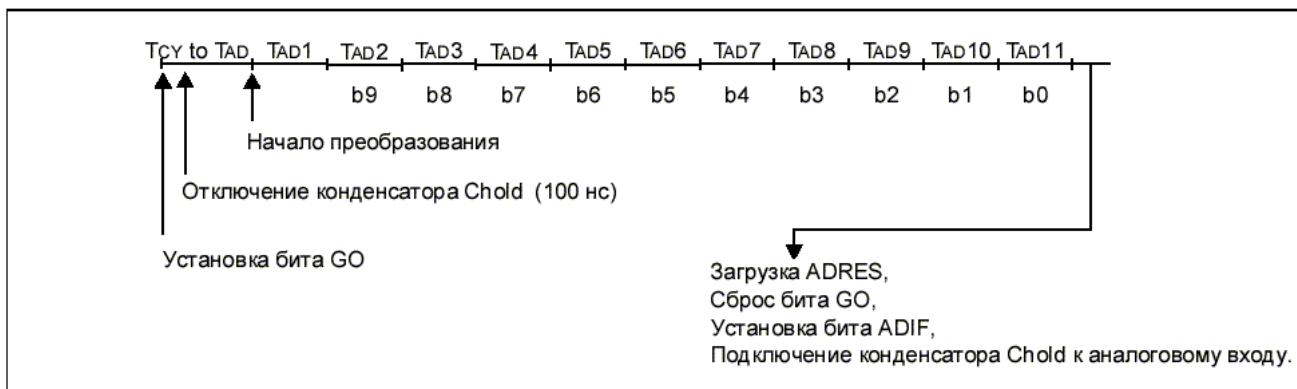 TCY to TAD TAD1 TAD2 TAD3 TAD4 TAD5 TAD6 TAD7 TAD8 TAD9 TAD10 TAD11
b9 b8 b7 b6 b5 b4 b3 b2 b1 b0
Начало преобразования
Отключение конденсатора Chold (100 нс)
Установка бита GO
Загрузка ADRES,
Сброс бита GO,
Установка бита ADIF,
Подключение конденсатора Chold к аналоговому входу.